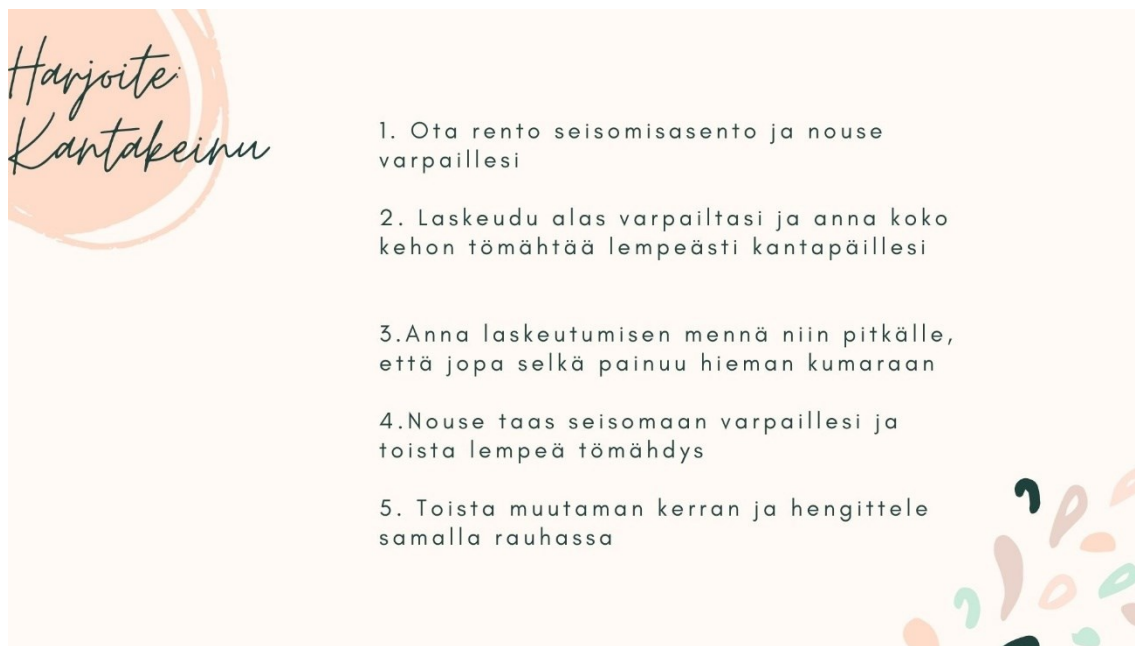 Harjoite:
Kantakeinu
1. Ota rento seisomisasento ja nouse
varpaillesi
2. Laskeudu alas varpailtasi ja anna koko
kehon tömähtää lempeästi kantapäillesi
3.Anna laskeutumisen mennä niin pitkälle,
että jopa selkä painuu hieman kumaraan
4.Nouse taas seisomaan varpaillesi ja
toista lempeä tömähdys
5. Toista muutaman kerran ja hengittele
samalla rauhassa